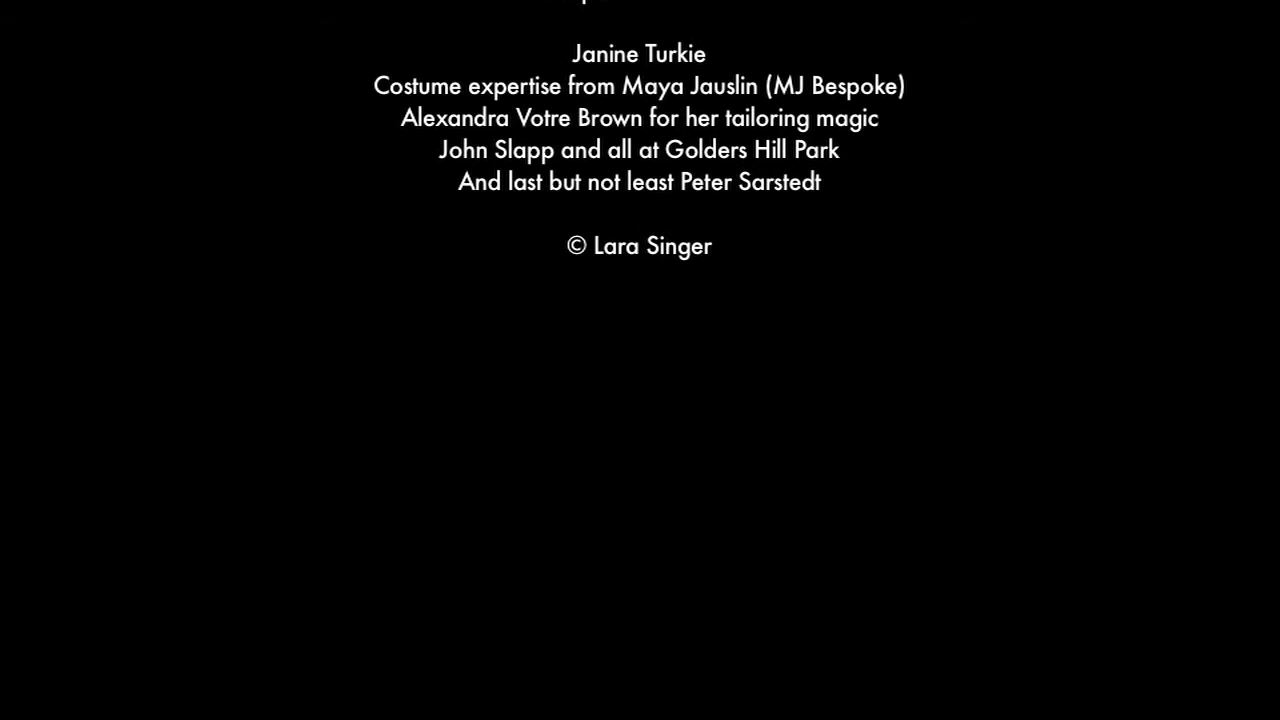 Janine Turkie
Costume expertise from Maya Jauslin (MJ Bespoke)
Alexandra Votre Brown for her tailoring magic
John Slapp and all at Golders Hill Park
And last but not least Peter Sarstedt
© Lara Singer